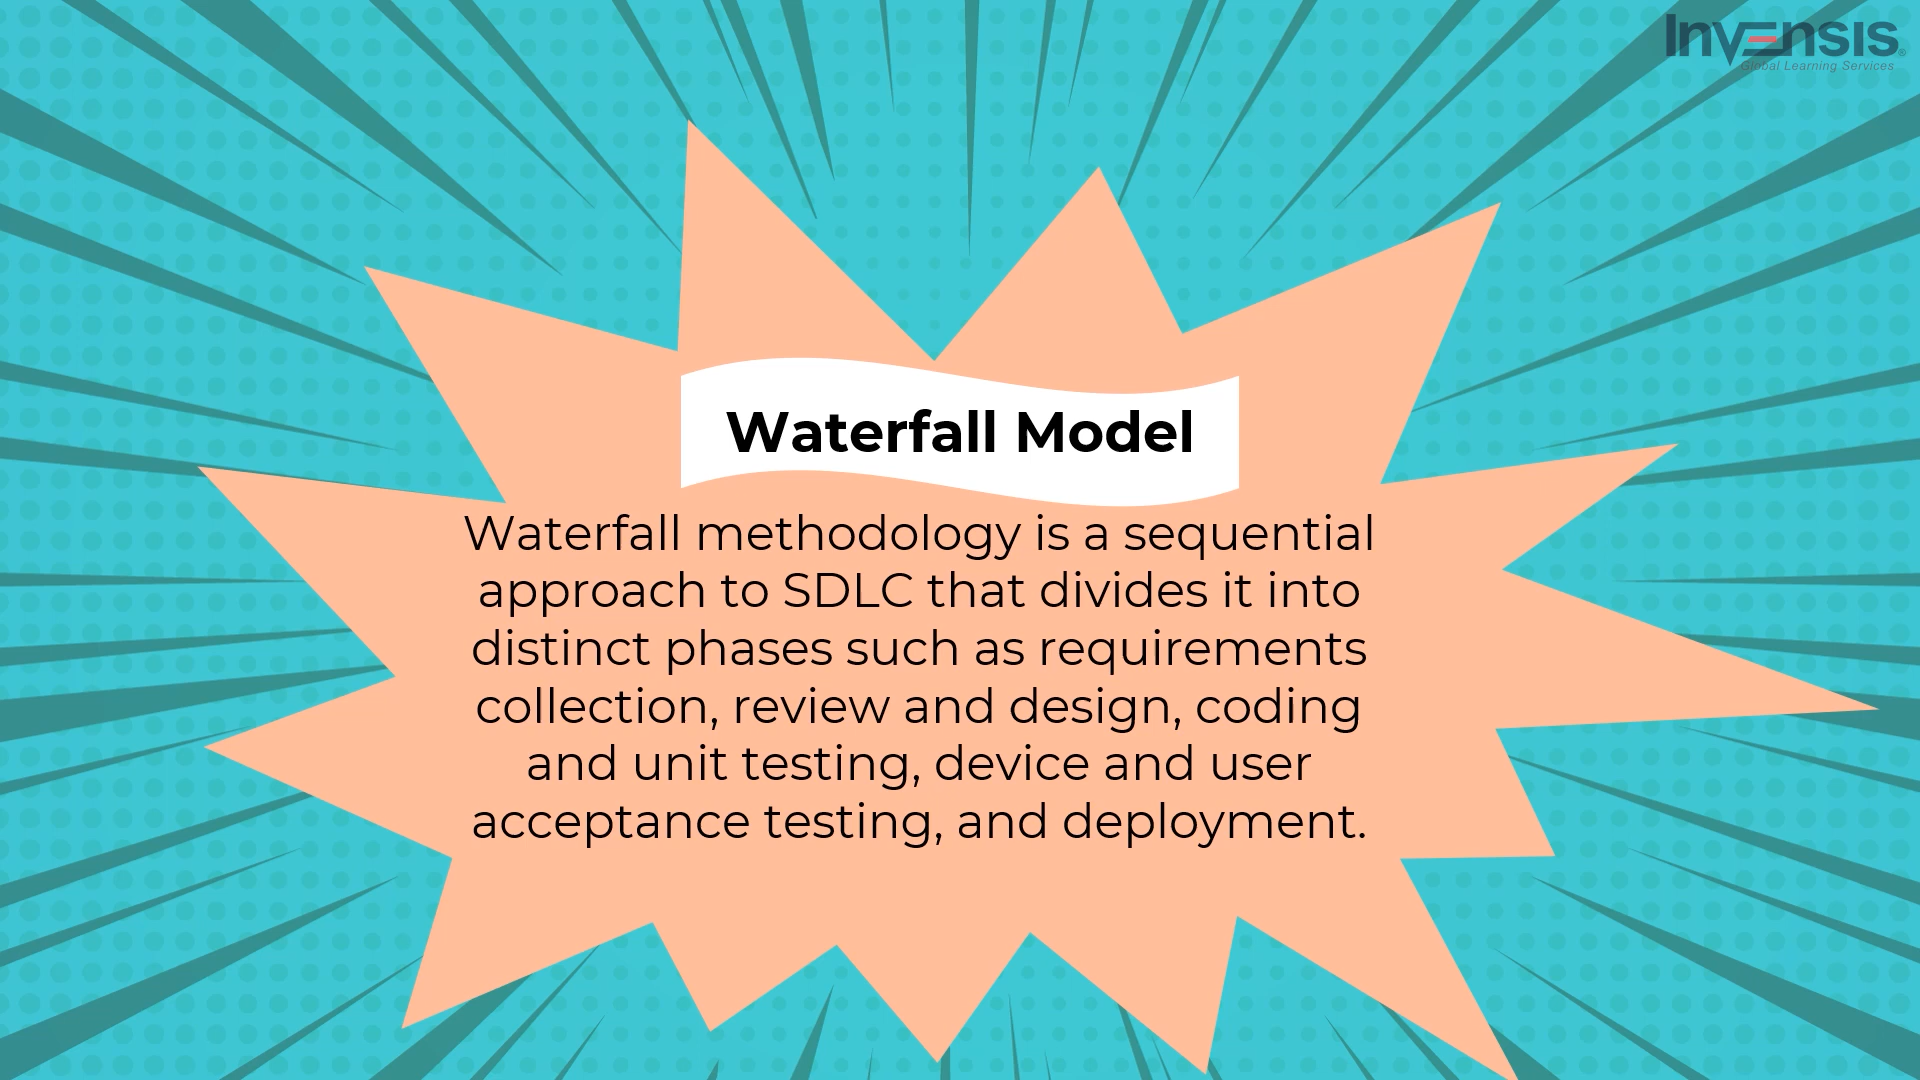 Invensis
Global Learning Services
Waterfall Model
Waterfall methodology is a sequential
approach to SDLC that divides it into
distinct phases such as requirements
collection, review and design, coding
and unit testing, device and user
acceptance testing, and deployment.